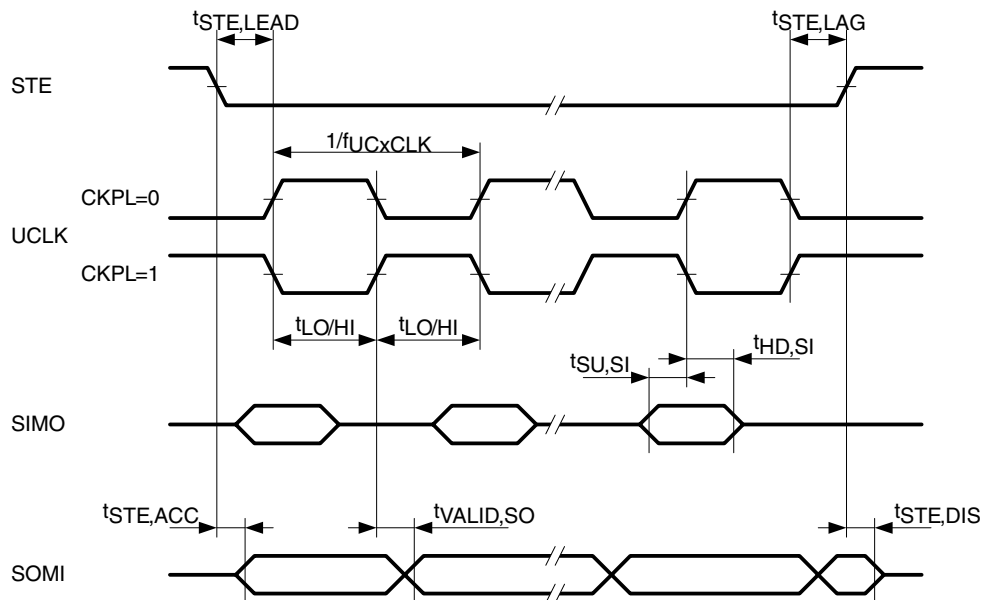 tSTE,LEAD
tSTE,LAG
STE
1/fUCxCLK
CKPL=0
UCLK
CKPL=1
tLO/HI
tLO/HI
tHD,SI
tSU,SI
SIMO
tSTE,ACC
tVALID,SO
tSTE,DIS
SOMI